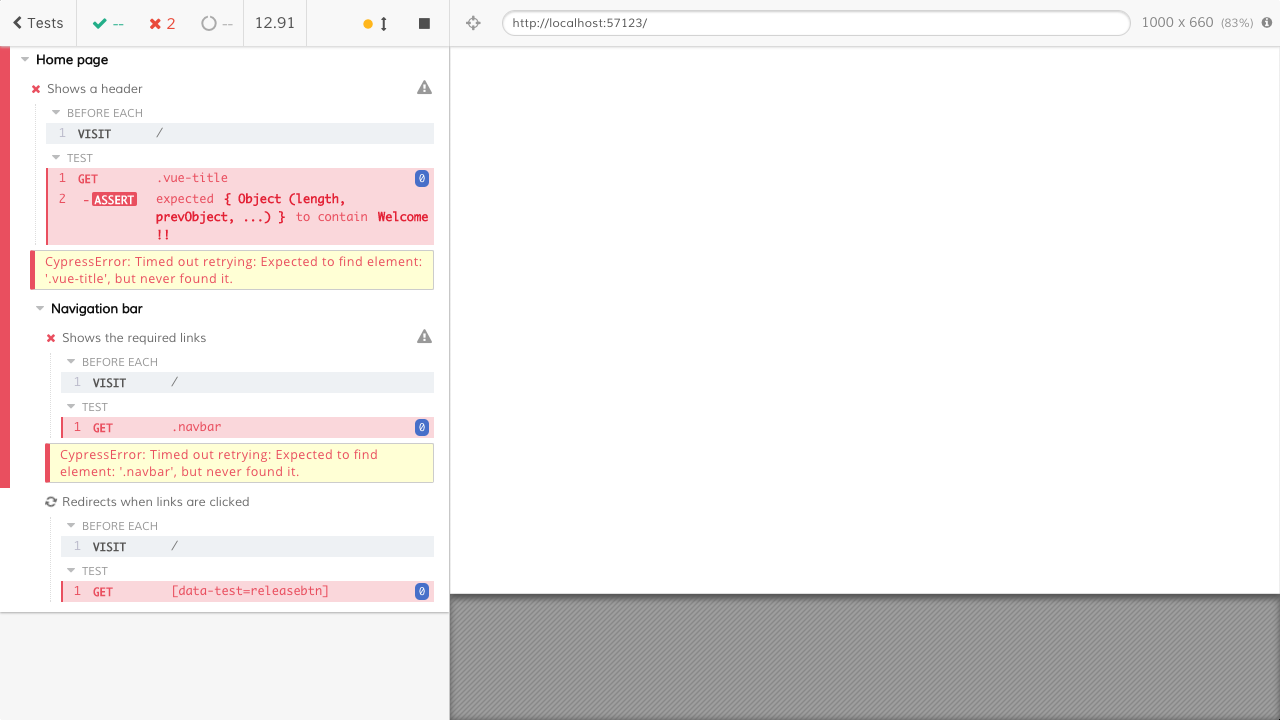 Tests -- 2 -- 12.91 http://localhost:57123/ 1000 x 660 (83%)
Home page
Shows a header
BEFORE EACH
1 VISIT /
TEST
1 GET .vue-title 0
2 -ASSERT expected { Object (length,
prevObject, ...) } to contain Welcome
!!
CypressError: Timed out retrying: Expected to find element:
'.vue-title', but never found it.
Navigation bar
Shows the required links
BEFORE EACH
1 VISIT /
TEST
1 GET .navbar 0
CypressError: Timed out retrying: Expected to find
element: '.navbar', but never found it.
Redirects when links are clicked
BEFORE EACH
1 VISIT /
TEST
1 GET [data-test=releasebtn] 0